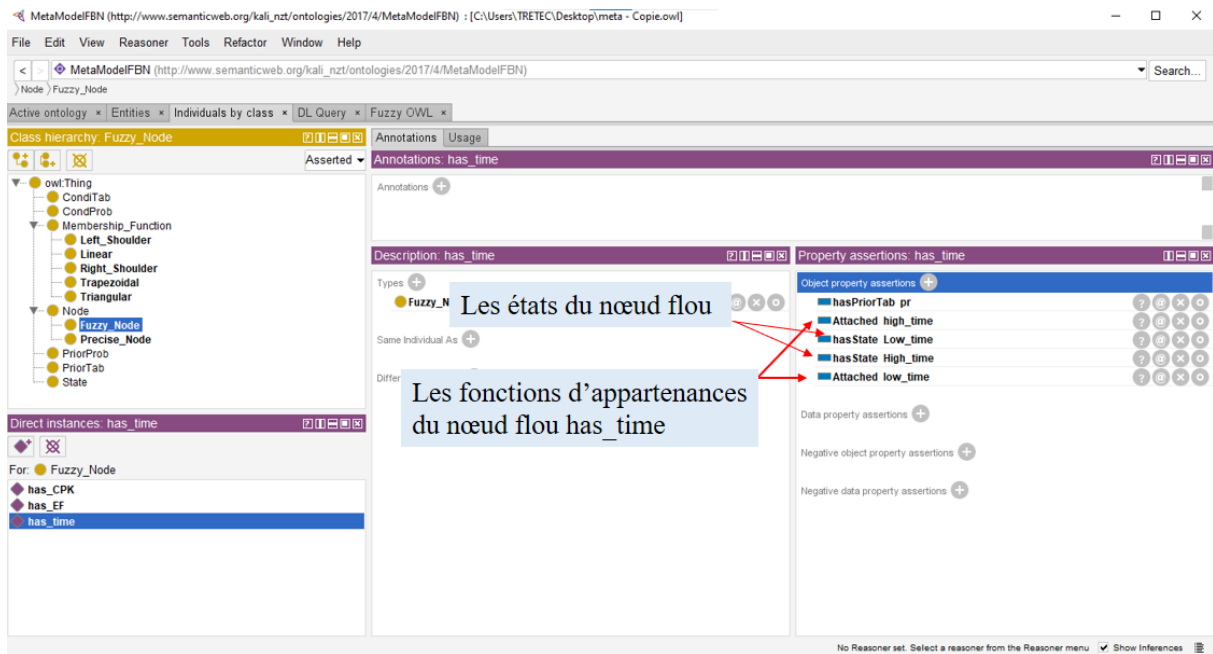 MetaModelFBN (http://www.semanticweb.org/kali_nzt/ontologies/2017/4/MetaModelFBN) : [C:\Users\TRETEC\Desktop\meta - Copie.owl]
File Edit View Reasoner Tools Refactor Window Help
< > MetaModelFBN (http://www.semanticweb.org/kali_nzt/ontologies/2017/4/MetaModelFBN) Search...
Node Fuzzy_Node
Active ontology × Entities × Individuals by class × DL Query × Fuzzy OWL ×
Class hierarchy: Fuzzy_Node
Asserted
owl:Thing
CondiTab
CondProb
Membership_Function
Left_Shoulder
Linear
Right_Shoulder
Trapezoidal
Triangular
Node
Fuzzy_Node
Precise_Node
PriorProb
PriorTab
State
Direct instances: has_time
For: Fuzzy_Node
has_CPK
has_EF
has_time
Annotations Usage
Annotations: has_time
Annotations
Description: has_time
Types
Fuzzy_N
Same Individual As
Differ
Les états du nœud flou
Les fonctions d’appartenances
du nœud flou has_time
Property assertions: has_time
Object property assertions
hasPriorTab pr
Attached high_time
hasState Low_time
hasState High_time
Attached low_time
Data property assertions
Negative object property assertions
Negative data property assertions
No Reasoner set. Select a reasoner from the Reasoner menu Show Inferences